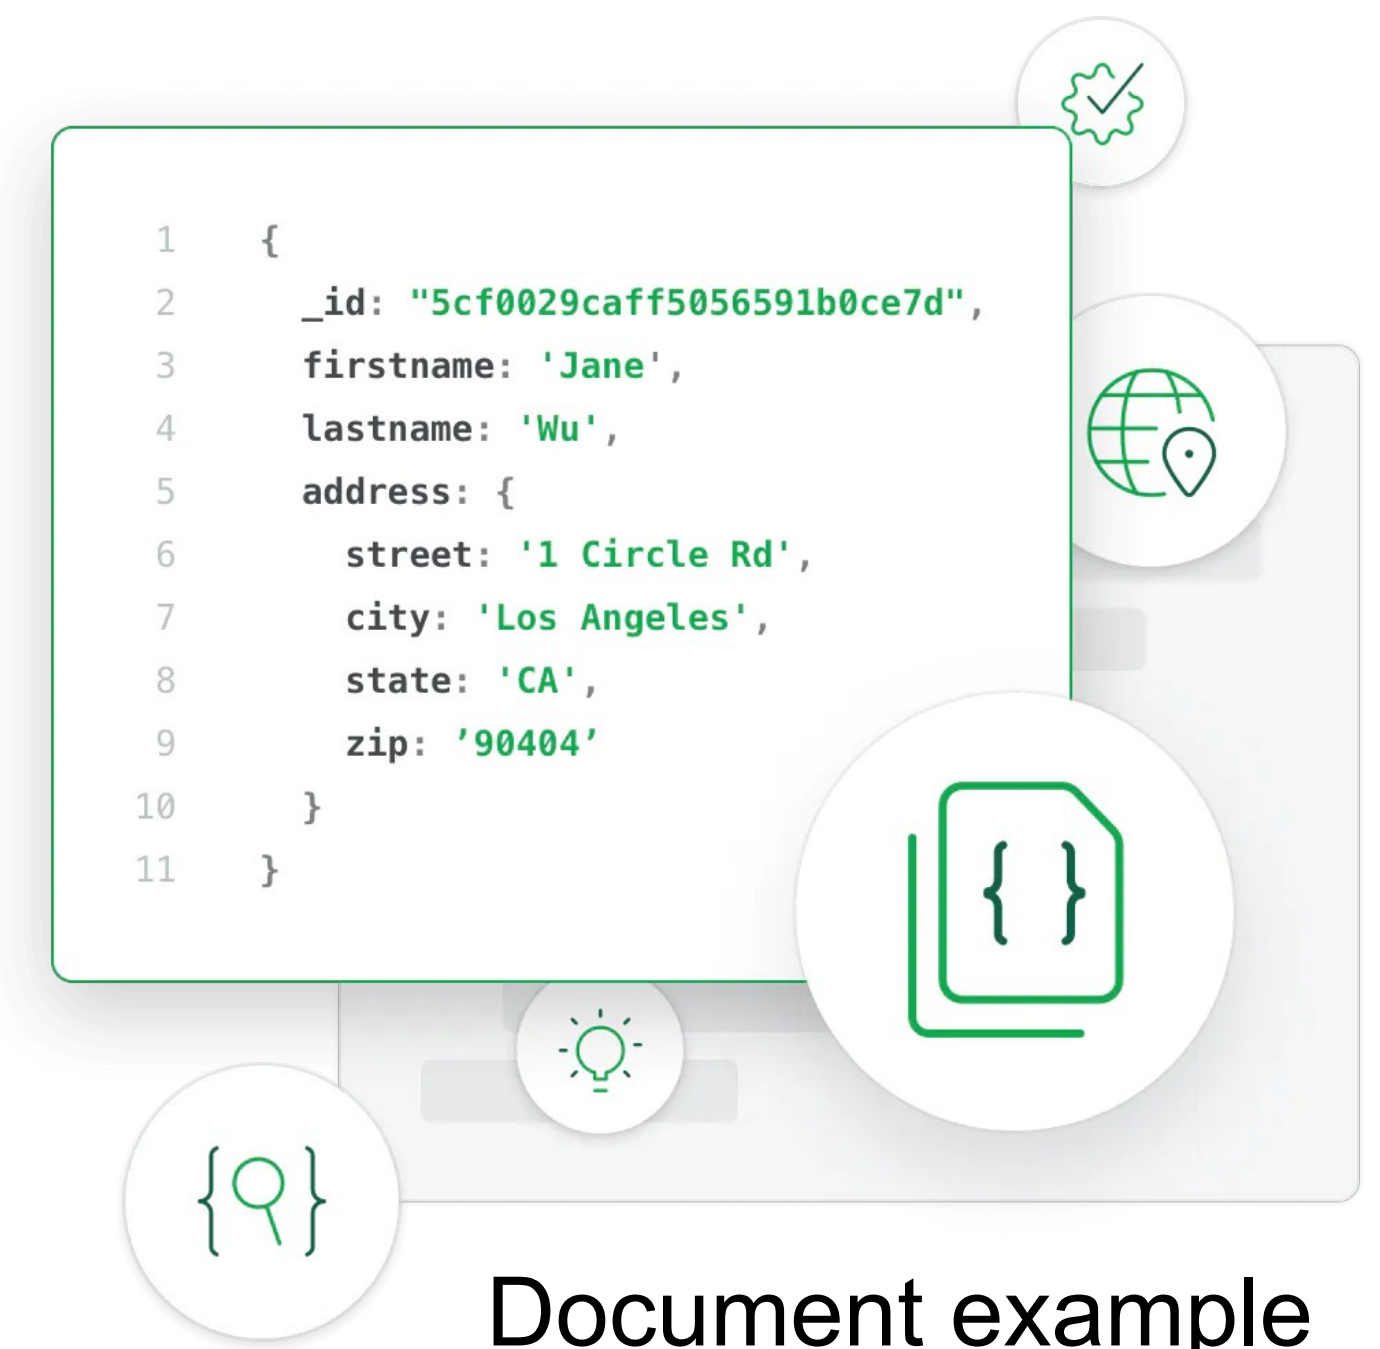 1 {
2 _id: "5cf0029caff5056591b0ce7d",
3 firstname: 'Jane',
4 lastname: 'Wu',
5 address: {
6 street: '1 Circle Rd',
7 city: 'Los Angeles',
8 state: 'CA',
9 zip: ’90404’
10 }
11 }
{ }
{ }
Document example